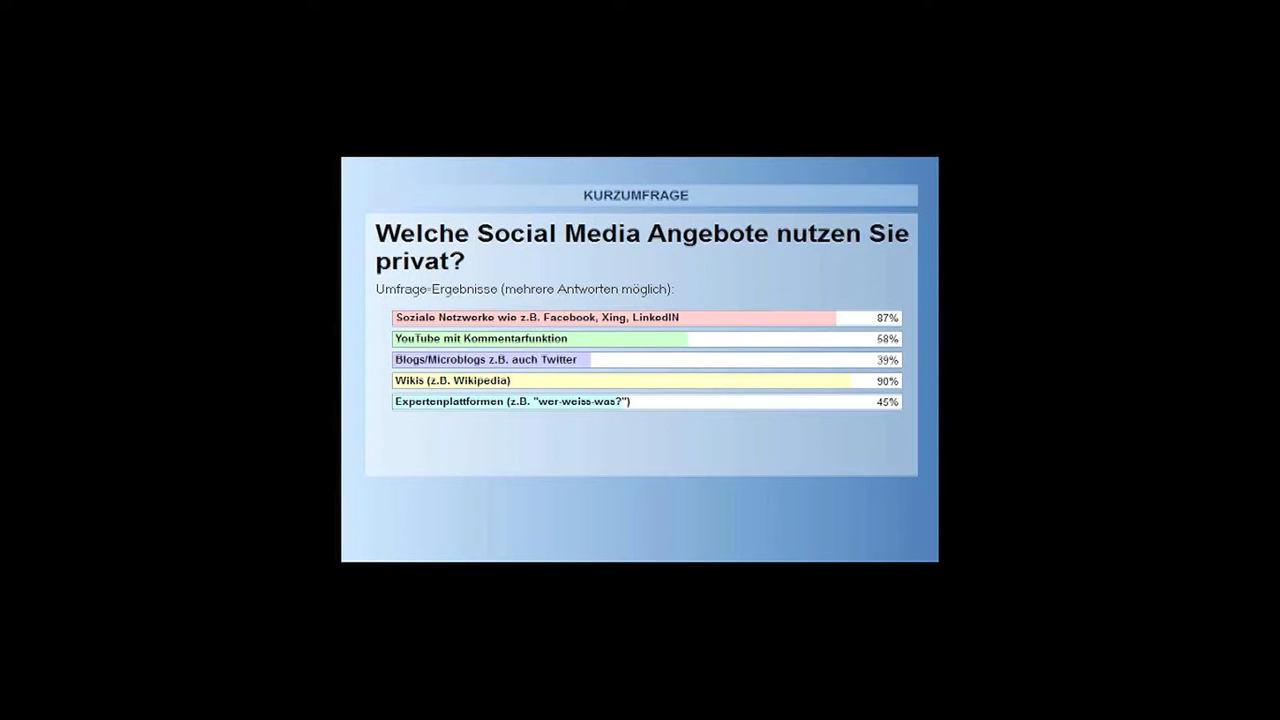 KURZUMFRAGE
Welche Social Media Angebote nutzen Sie
privat?
Umfrage-Ergebnisse (mehrere Antworten möglich):
Soziale Netzwerke wie z.B. Facebook, Xing, LinkedIN 87%
YouTube mit Kommentarfunktion 58%
Blogs/Microblogs z.B. auch Twitter 39%
Wikis (z.B. Wikipedia) 90%
Expertenplattformen (z.B. "wer-weiss-was?") 45%